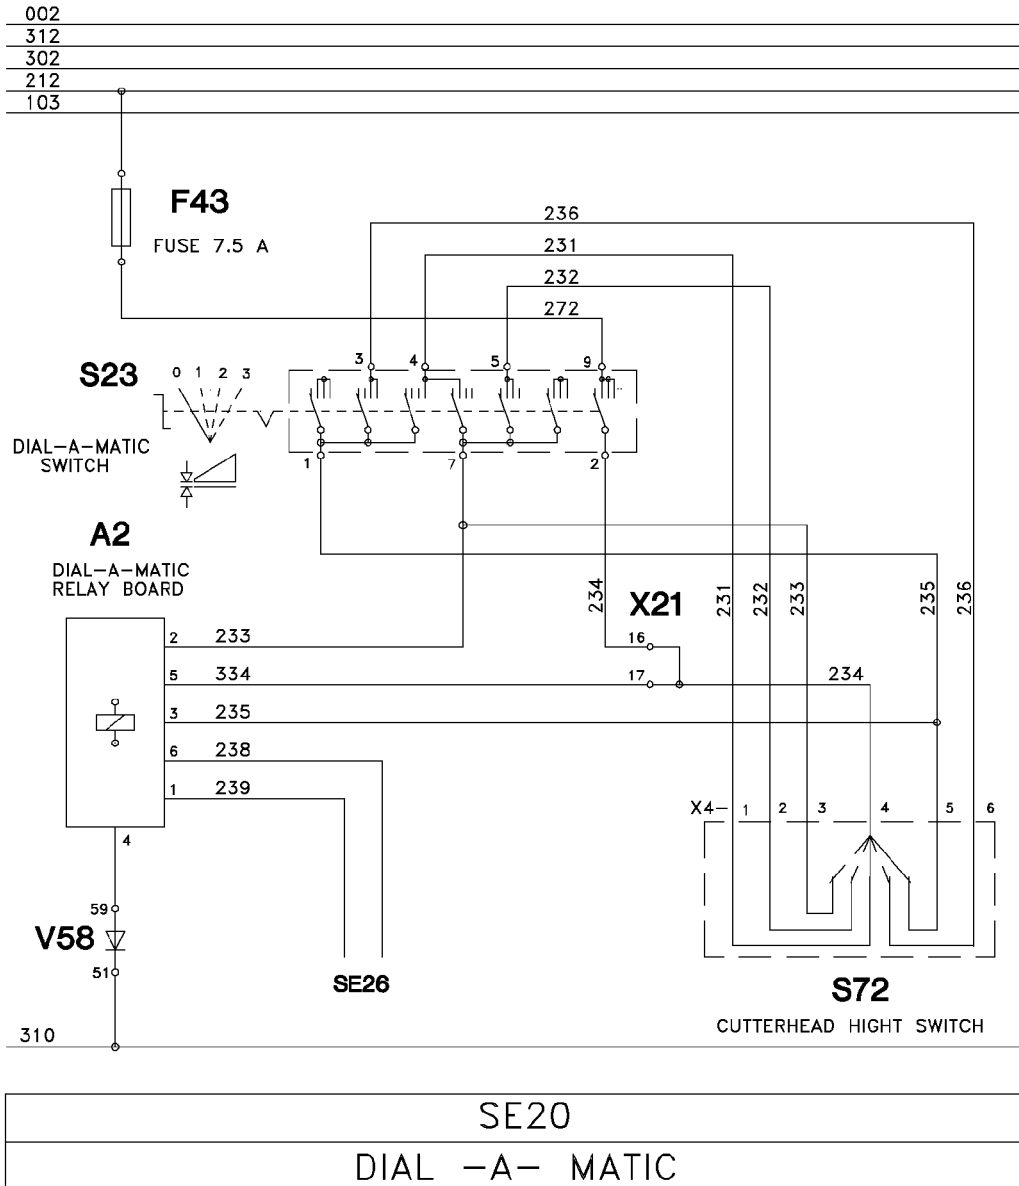 002
312
302
212
103
F43
FUSE 7.5 A
236
231
232
272
S23
0 1 2 3
3 4 5 9
DIAL-A-MATIC
SWITCH
1 7 2
A2
DIAL-A-MATIC
RELAY BOARD
234
X21
231
232
233
235
236
2 233
16
5 334
17
234
3 235
6 238
1 239
X4- 1 2 3 4 5 6
4
59
V58
51
SE26
S72
CUTTERHEAD HIGHT SWITCH
310
SE20
DIAL -A- MATIC